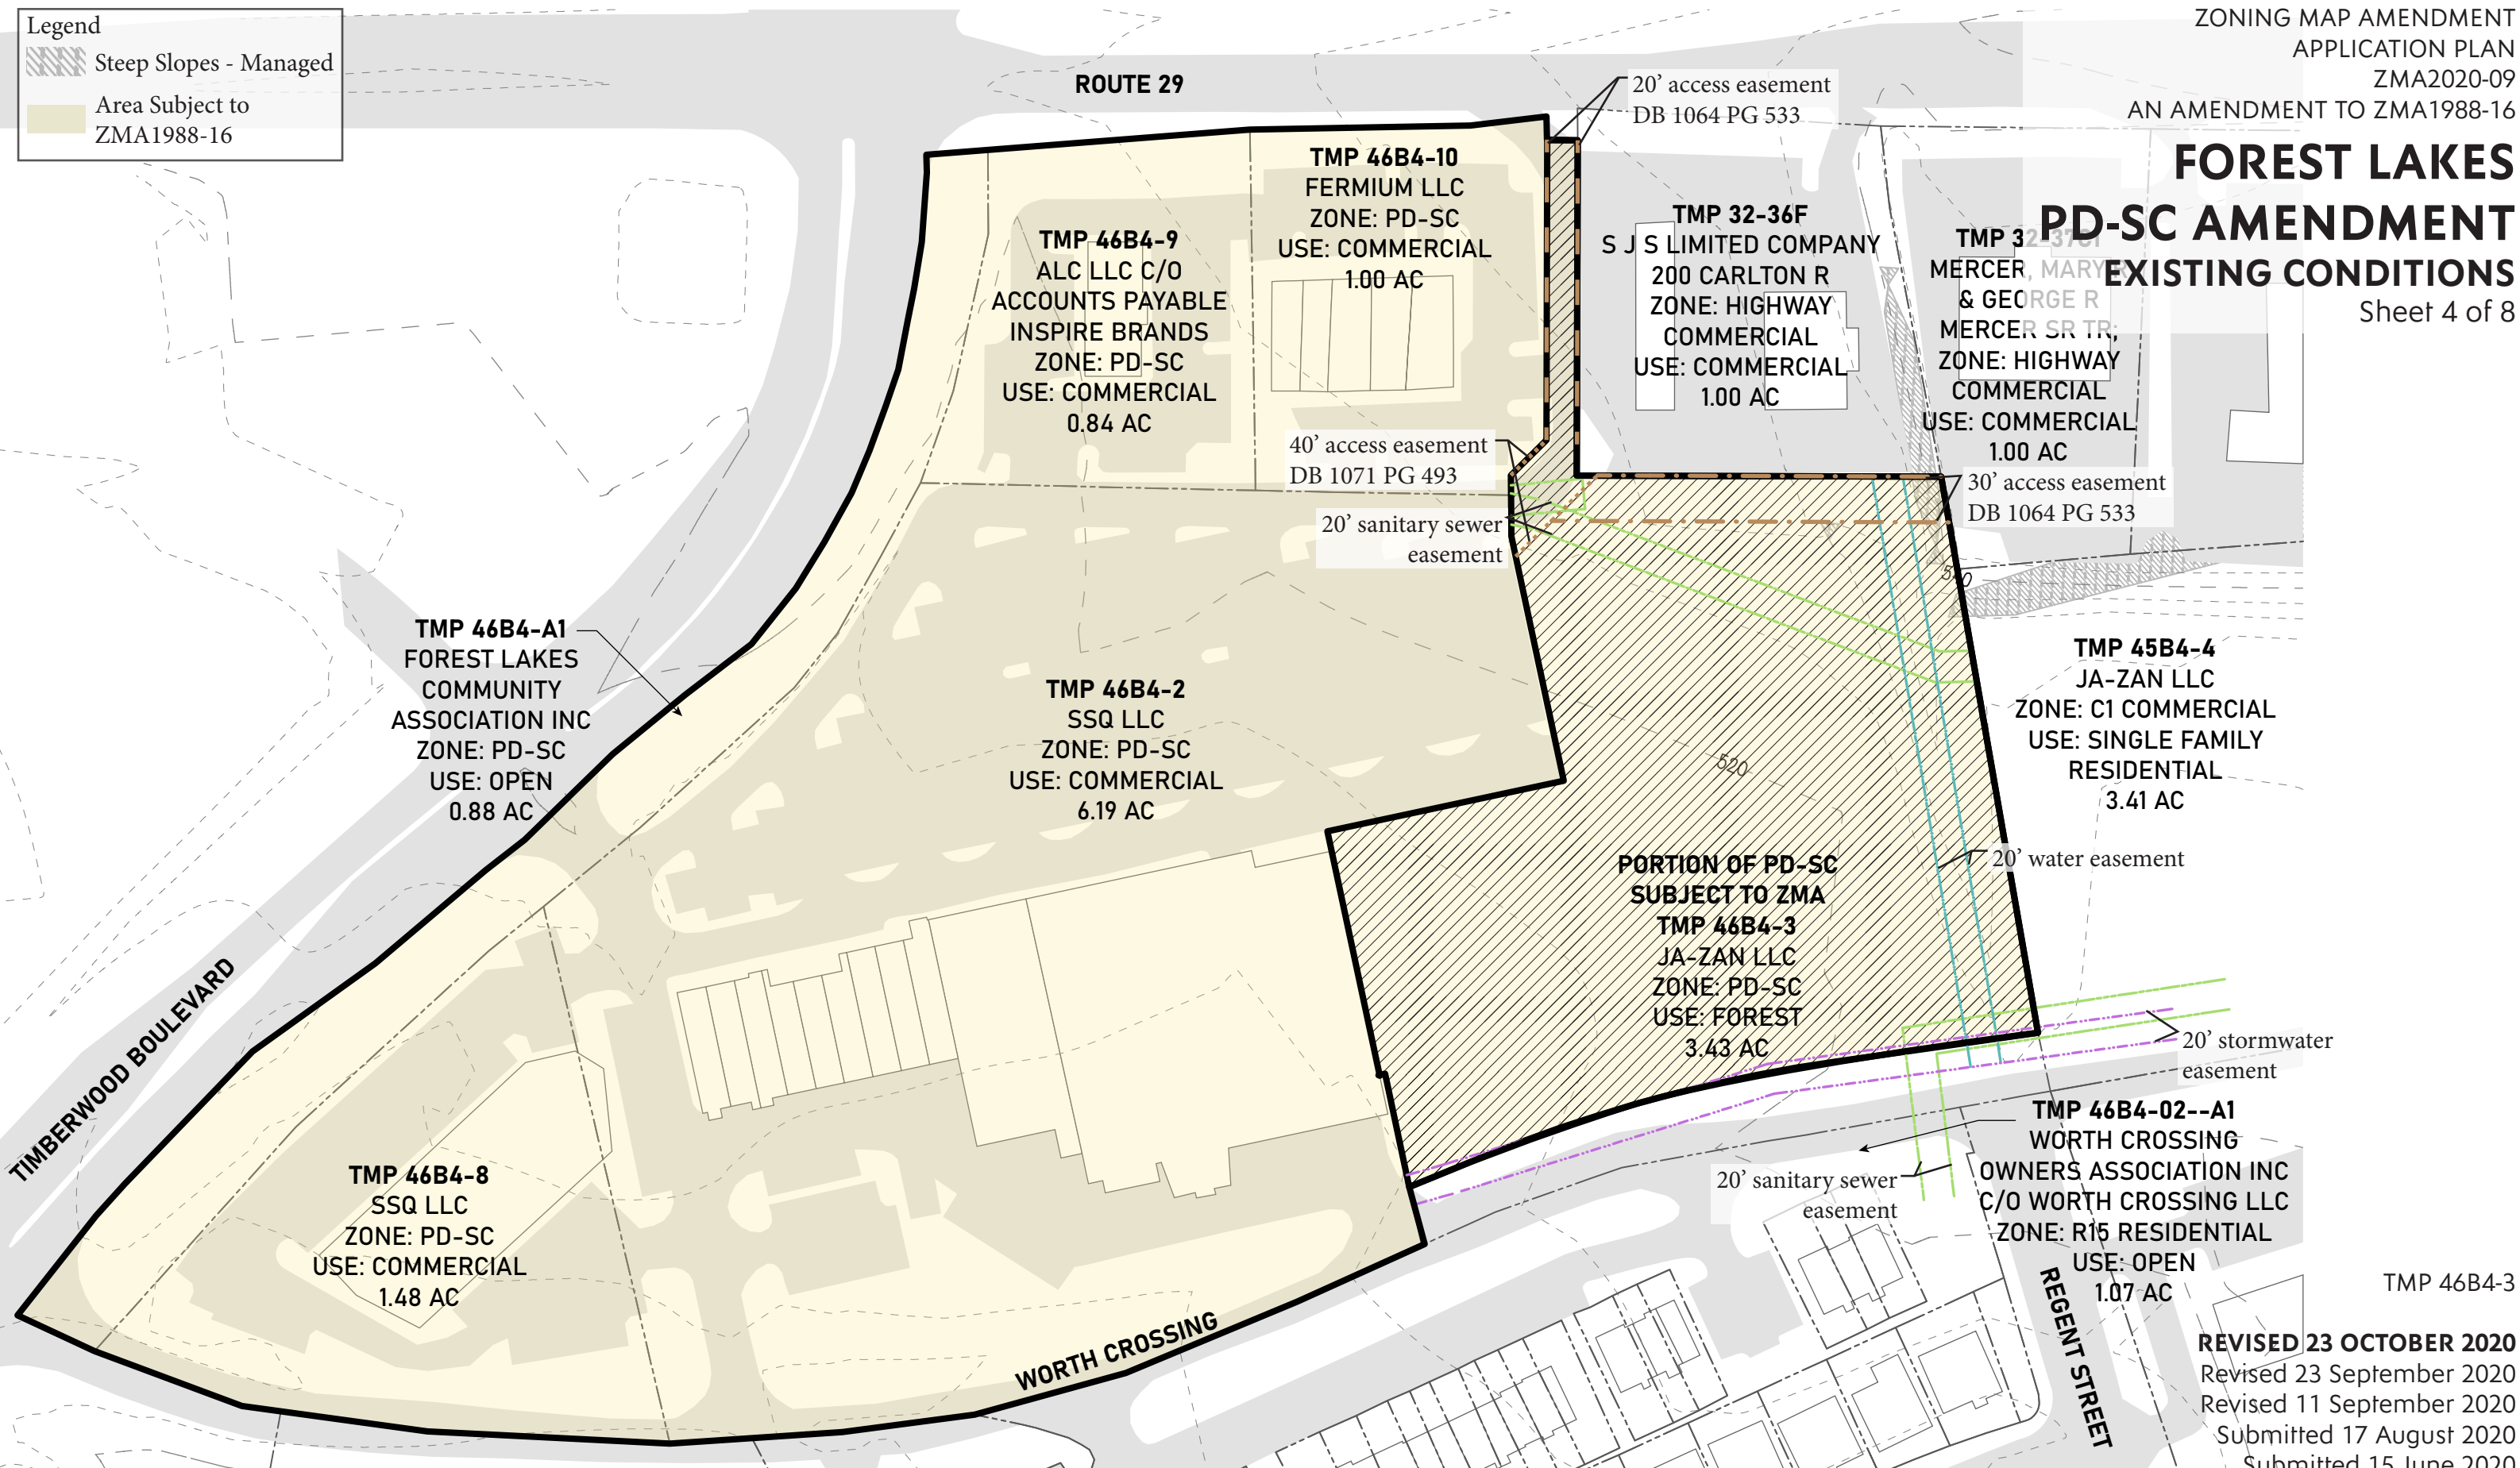 Legend
Steep Slopes - Managed
Area Subject to
ZMA1988-16
ZONING MAP AMENDMENT
APPLICATION PLAN
ZMA2020-09
AN AMENDMENT TO ZMA1988-16
FOREST LAKES
PD-SC AMENDMENT
EXISTING CONDITIONS
Sheet 4 of 8
ROUTE 29
20’ access easement
DB 1064 PG 533
TMP 46B4-10
FERMIUM LLC
ZONE: PD-SC
USE: COMMERCIAL
1.00 AC
TMP 46B4-9
ALC LLC C/O
ACCOUNTS PAYABLE
INSPIRE BRANDS
ZONE: PD-SC
USE: COMMERCIAL
0.84 AC
TMP 32-36F
S J S LIMITED COMPANY
200 CARLTON R
ZONE: HIGHWAY
COMMERCIAL
USE: COMMERCIAL
1.00 AC
TMP 32-37C1
MERCER, MARY R
& GEORGE R
MERCER SR TR;
ZONE: HIGHWAY
COMMERCIAL
USE: COMMERCIAL
1.00 AC
40’ access easement
DB 1071 PG 493
20’ sanitary sewer
easement
30’ access easement
DB 1064 PG 533
TMP 46B4-A1
FOREST LAKES
COMMUNITY
ASSOCIATION INC
ZONE: PD-SC
USE: OPEN
0.88 AC
TMP 46B4-2
SSQ LLC
ZONE: PD-SC
USE: COMMERCIAL
6.19 AC
TMP 45B4-4
JA-ZAN LLC
ZONE: C1 COMMERCIAL
USE: SINGLE FAMILY
RESIDENTIAL
3.41 AC
520
20’ water easement
PORTION OF PD-SC
SUBJECT TO ZMA
TMP 46B4-3
JA-ZAN LLC
ZONE: PD-SC
USE: FOREST
3.43 AC
20’ stormwater
easement
TIMBERWOOD BOULEVARD
TMP 46B4-8
SSQ LLC
ZONE: PD-SC
USE: COMMERCIAL
1.48 AC
20’ sanitary sewer
easement
TMP 46B4-02--A1
WORTH CROSSING
OWNERS ASSOCIATION INC
C/O WORTH CROSSING LLC
ZONE: R15 RESIDENTIAL
USE: OPEN
1.07 AC
WORTH CROSSING
REGENT STREET
TMP 46B4-3
REVISED 23 OCTOBER 2020
Revised 23 September 2020
Revised 11 September 2020
Submitted 17 August 2020
Submitted 15 June 2020